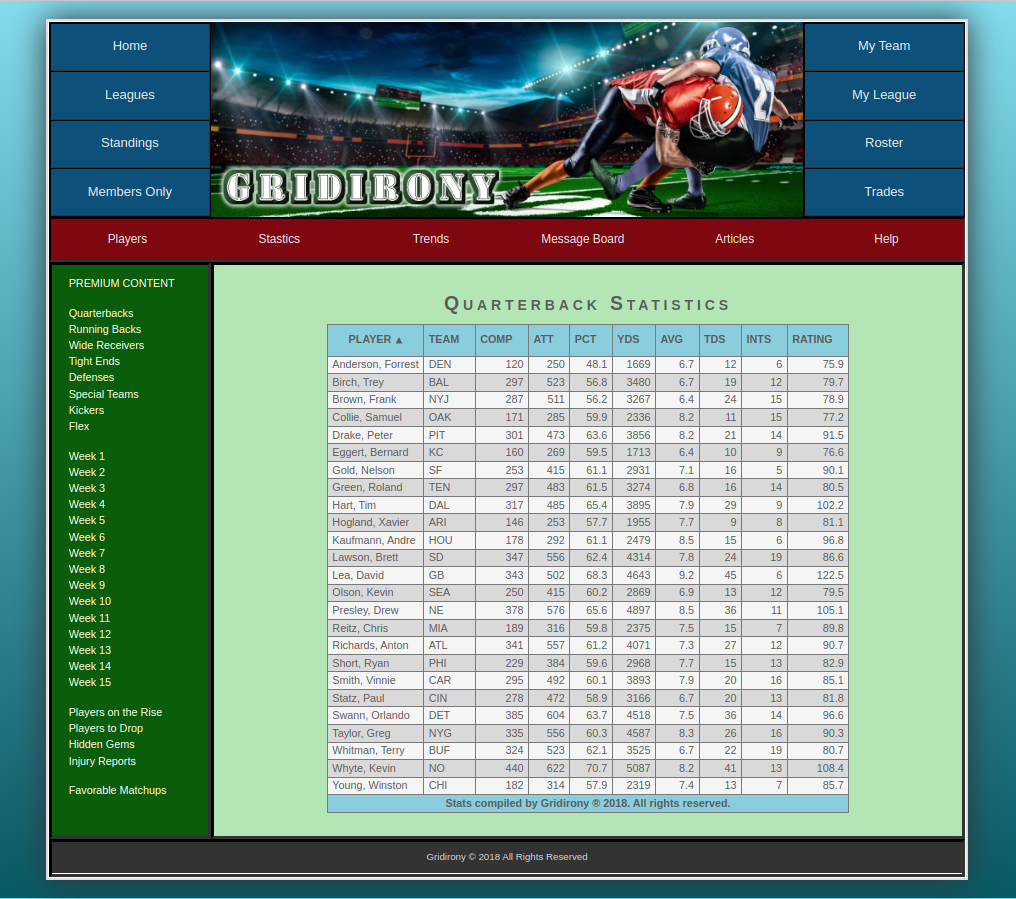 Home
Leagues
Standings
Members Only
GRIDIRONY
My Team
My League
Roster
Trades
Players Stastics Trends Message Board Articles Help
PREMIUM CONTENT
Quarterbacks
Running Backs
Wide Receivers
Tight Ends
Defenses
Special Teams
Kickers
Flex
Week 1
Week 2
Week 3
Week 4
Week 5
Week 6
Week 7
Week 8
Week 9
Week 10
Week 11
Week 12
Week 13
Week 14
Week 15
Players on the Rise
Players to Drop
Hidden Gems
Injury Reports
Favorable Matchups
Quarterback Statistics
PLAYER ▲ TEAM COMP ATT PCT YDS AVG TDS INTS RATING
Anderson, Forrest DEN 120 250 48.1 1669 6.7 12 6 75.9
Birch, Trey BAL 297 523 56.8 3480 6.7 19 12 79.7
Brown, Frank NYJ 287 511 56.2 3267 6.4 24 15 78.9
Collie, Samuel OAK 171 285 59.9 2336 8.2 11 15 77.2
Drake, Peter PIT 301 473 63.6 3856 8.2 21 14 91.5
Eggert, Bernard KC 160 269 59.5 1713 6.4 10 9 76.6
Gold, Nelson SF 253 415 61.1 2931 7.1 16 5 90.1
Green, Roland TEN 297 483 61.5 3274 6.8 16 14 80.5
Hart, Tim DAL 317 485 65.4 3895 7.9 29 9 102.2
Hogland, Xavier ARI 146 253 57.7 1955 7.7 9 8 81.1
Kaufmann, Andre HOU 178 292 61.1 2479 8.5 15 6 96.8
Lawson, Brett SD 347 556 62.4 4314 7.8 24 19 86.6
Lea, David GB 343 502 68.3 4643 9.2 45 6 122.5
Olson, Kevin SEA 250 415 60.2 2869 6.9 13 12 79.5
Presley, Drew NE 378 576 65.6 4897 8.5 36 11 105.1
Reitz, Chris MIA 189 316 59.8 2375 7.5 15 7 89.8
Richards, Anton ATL 341 557 61.2 4071 7.3 27 12 90.7
Short, Ryan PHI 229 384 59.6 2968 7.7 15 13 82.9
Smith, Vinnie CAR 295 492 60.1 3893 7.9 20 16 85.1
Statz, Paul CIN 278 472 58.9 3166 6.7 20 13 81.8
Swann, Orlando DET 385 604 63.7 4518 7.5 36 14 96.6
Taylor, Greg NYG 335 556 60.3 4587 8.3 26 16 90.3
Whitman, Terry BUF 324 523 62.1 3525 6.7 22 19 80.7
Whyte, Kevin NO 440 622 70.7 5087 8.2 41 13 108.4
Young, Winston CHI 182 314 57.9 2319 7.4 13 7 85.7
Stats compiled by Gridirony ® 2018. All rights reserved.
Gridirony © 2018 All Rights Reserved